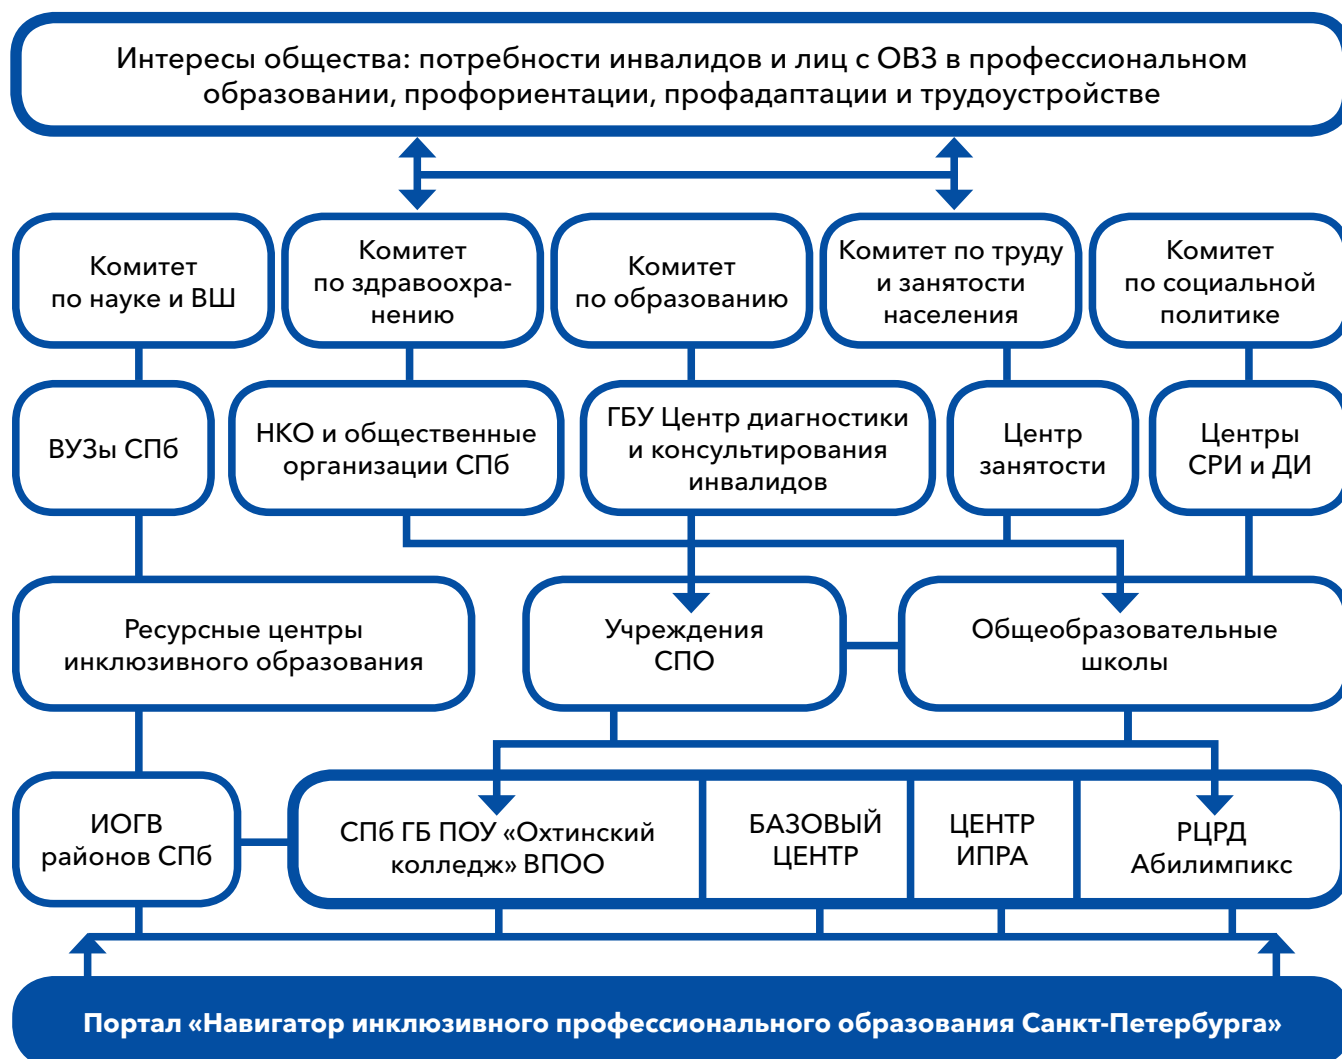 Интересы общества: потребности инвалидов и лиц с ОВЗ в профессиональном
образовании, профориентации, профадаптации и трудоустройстве
Комитет
по науке и ВШ
Комитет
по здравоохра-
нению
Комитет
по образованию
Комитет по труду
и занятости
населения
Комитет
по социальной
политике
ВУЗы СПб
НКО и общественные
организации СПб
ГБУ Центр диагностики
и консультирования
инвалидов
Центр
занятости
Центры
СРИ и ДИ
Ресурсные центры
инклюзивного образования
Учреждения
СПО
Общеобразовательные
школы
ИОГВ
районов СПб
СПб ГБ ПОУ «Охтинский
колледж» ВПОО
БАЗОВЫЙ
ЦЕНТР
ЦЕНТР
ИПРА
РЦРД
Абилимпикс
Портал «Навигатор инклюзивного профессионального образования Санкт-Петербурга»